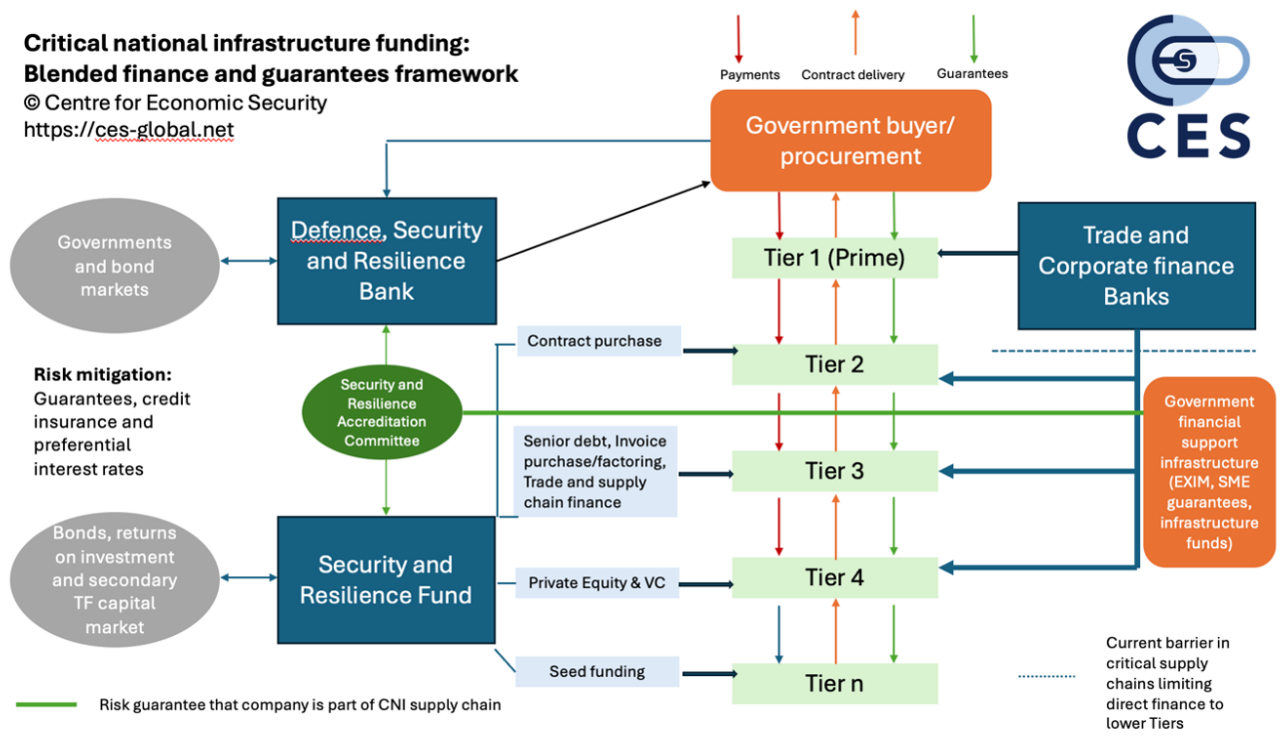 Critical national infrastructure funding:
Blended finance and guarantees framework
© Centre for Economic Security
https://ces-global.net
Payments
Contract delivery
Guarantees
S
CES
Government buyer/
procurement
Governments
and bond
markets
Defence, Security
and Resilience
Bank
Tier 1 (Prime)
Trade and
Corporate finance
Banks
Contract purchase
Tier 2
Risk mitigation:
Guarantees, credit
insurance and
preferential
interest rates
Security and
Resilience
Accreditation
Committee
Government
financial
support
infrastructure
(EXIM, SME
guarantees,
infrastructure
funds)
Senior debt, Invoice
purchase/factoring,
Trade and supply
chain finance
Tier 3
Bonds, returns
on investment
and secondary
TF capital
market
Security and
Resilience Fund
Private Equity & VC
Tier 4
Seed funding
Tier n
Current barrier in
critical supply
chains limiting
direct finance to
lower Tiers
Risk guarantee that company is part of CNI supply chain